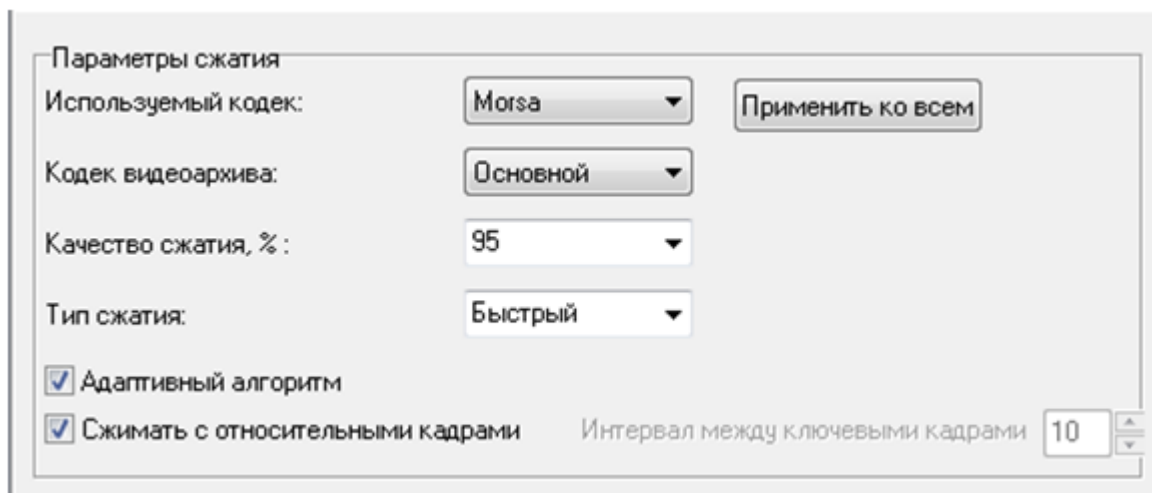 Параметры сжатия
Используемый кодек: Morsa Применить ко всем
Кодек видеоархива: Основной
Качество сжатия, % : 95
Тип сжатия: Быстрый
Адаптивный алгоритм
Сжимать с относительными кадрами Интервал между ключевыми кадрами 10